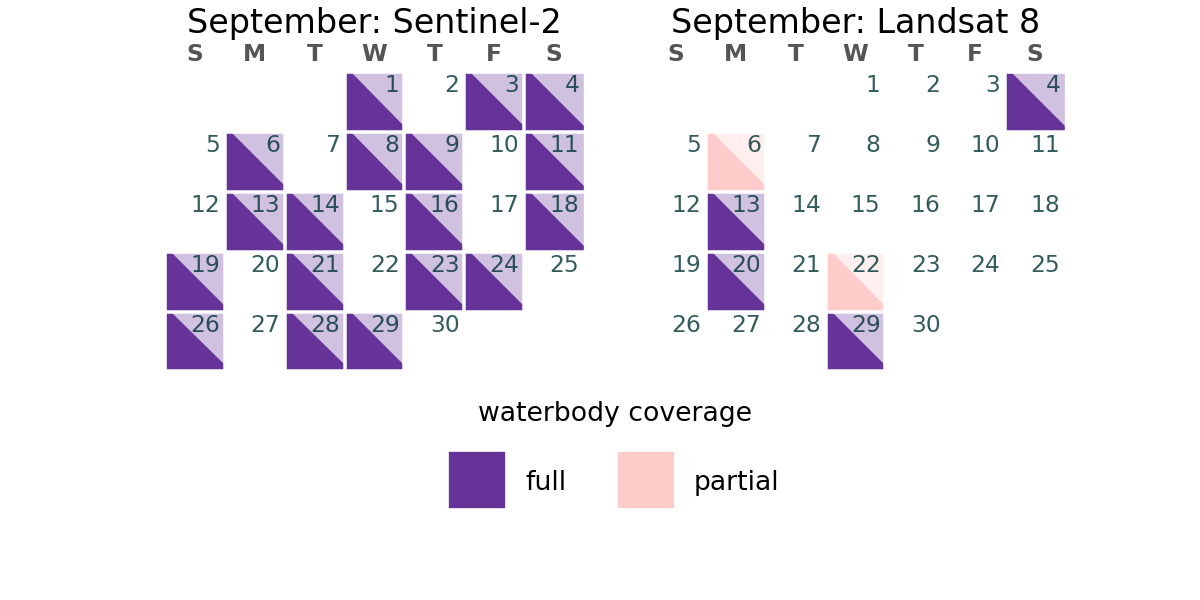 September: Sentinel-2
S M T W T F S
1 2 3 4
5 6 7 8 9 10 11
12 13 14 15 16 17 18
19 20 21 22 23 24 25
26 27 28 29 30
September: Landsat 8
S M T W T F S
1 2 3 4
5 6 7 8 9 10 11
12 13 14 15 16 17 18
19 20 21 22 23 24 25
26 27 28 29 30
waterbody coverage
full partial